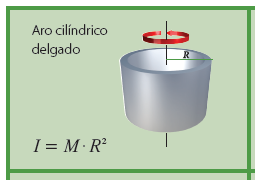 Aro cilíndrico
delgado
R
I = M · R²